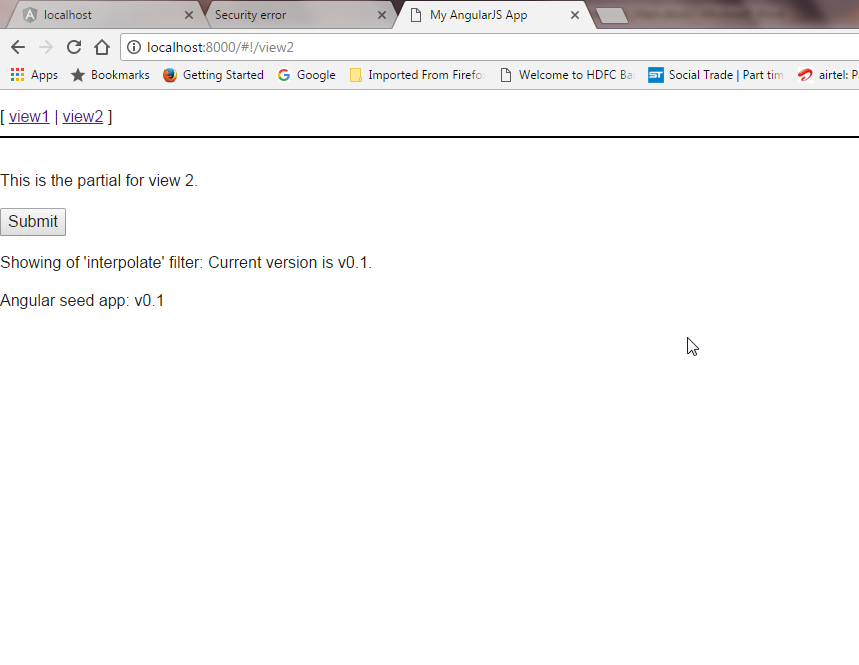 localhost
Security error
My AngularJS App
localhost:8000/#!/view2
Apps
Bookmarks
Getting Started
Google
Imported From Firefo
Welcome to HDFC Ba
ST
Social Trade | Part tim
airtel: P
[ view1 | view2 ]
This is the partial for view 2.
Submit
Showing of 'interpolate' filter: Current version is v0.1.
Angular seed app: v0.1